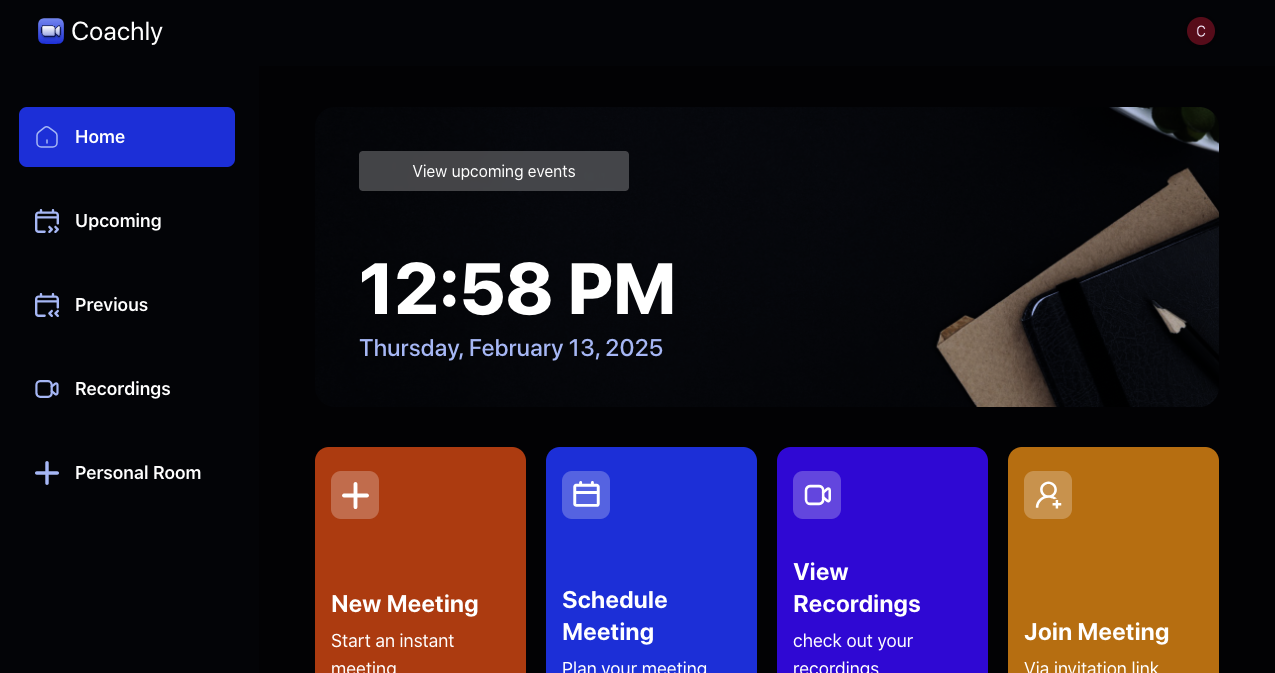 Coachly
C
Home
Upcoming
Previous
Recordings
Personal Room
View upcoming events
12:58 PM
Thursday, February 13, 2025
New Meeting
Start an instant
meeting
Schedule
Meeting
Plan your meeting
View
Recordings
check out your
recordings
Join Meeting
Via invitation link